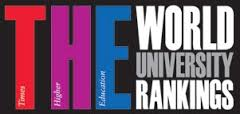 THE WORLD
UNIVERSITY
RANKINGS
Times Higher Education